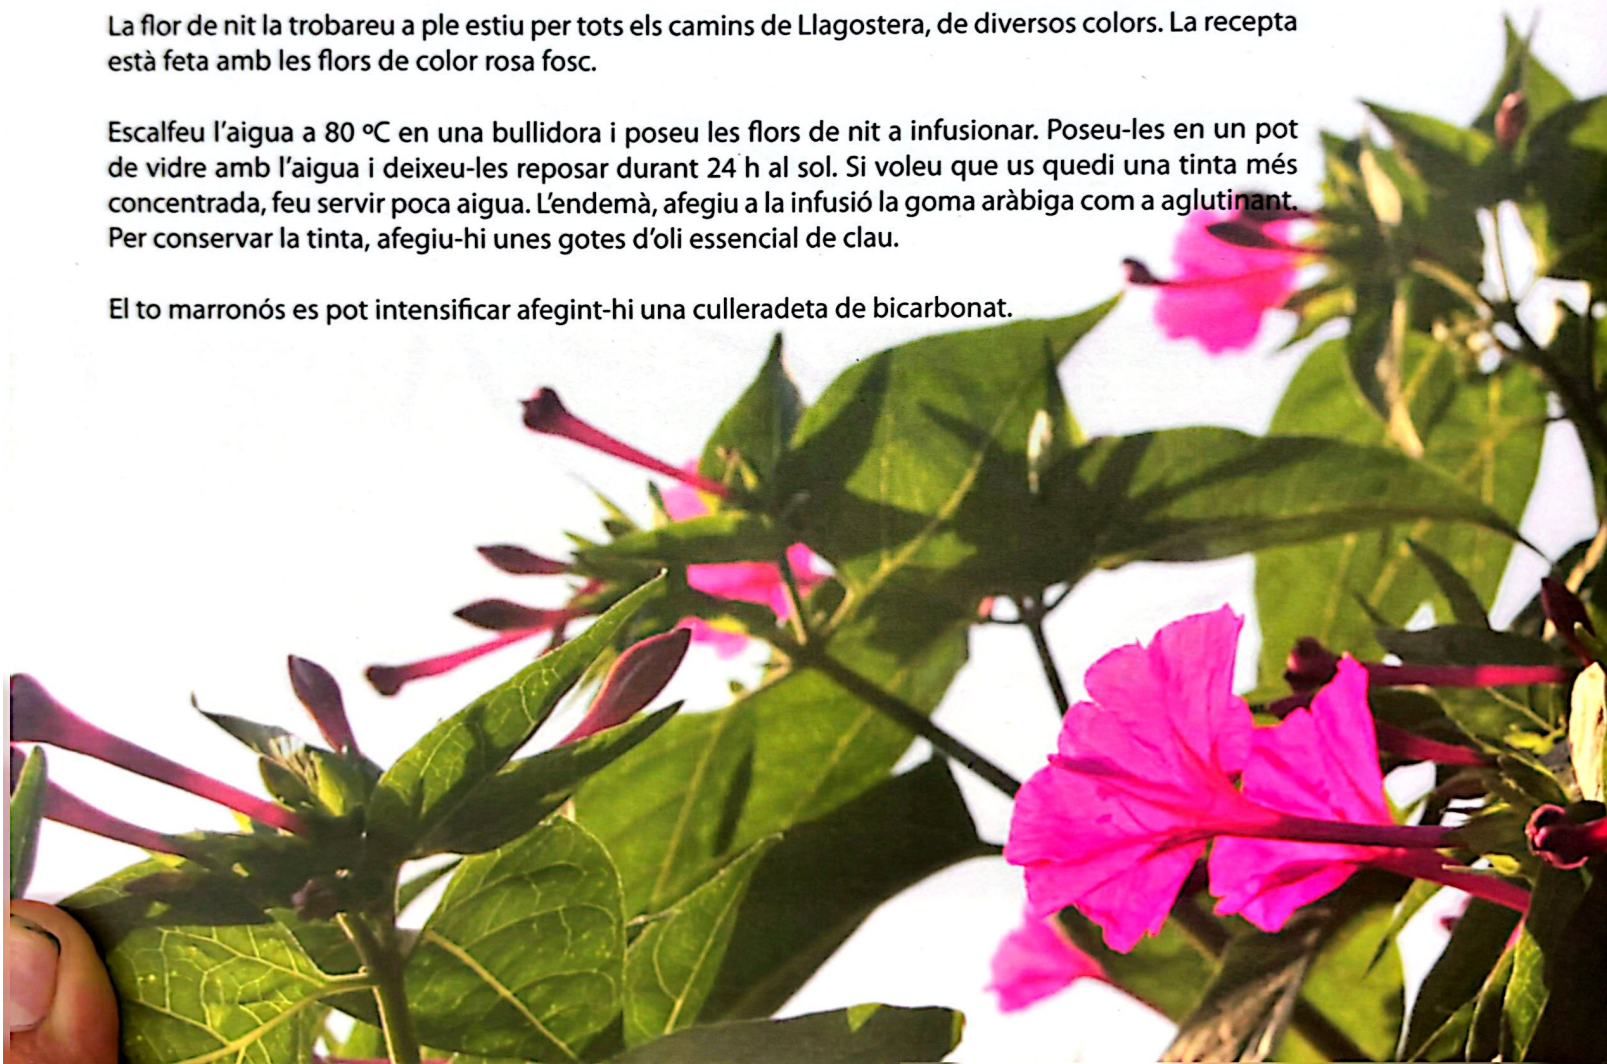 La flor de nit la trobareu a ple estiu per tots els camins de Llagostera, de diversos colors. La recepta
està feta amb les flors de color rosa fosc.
Escalfeu l'aigua a 80 ºC en una bullidora i poseu les flors de nit a infusionar. Poseu-les en un pot
de vidre amb l'aigua i deixeu-les reposar durant 24 h al sol. Si voleu que us quedi una tinta més
concentrada, feu servir poca aigua. L'endemà, afegiu a la infusió la goma aràbiga com a aglutinant.
Per conservar la tinta, afegiu-hi unes gotes d'oli essencial de clau.
El to marronós es pot intensificar afegint-hi una culleradeta de bicarbonat.